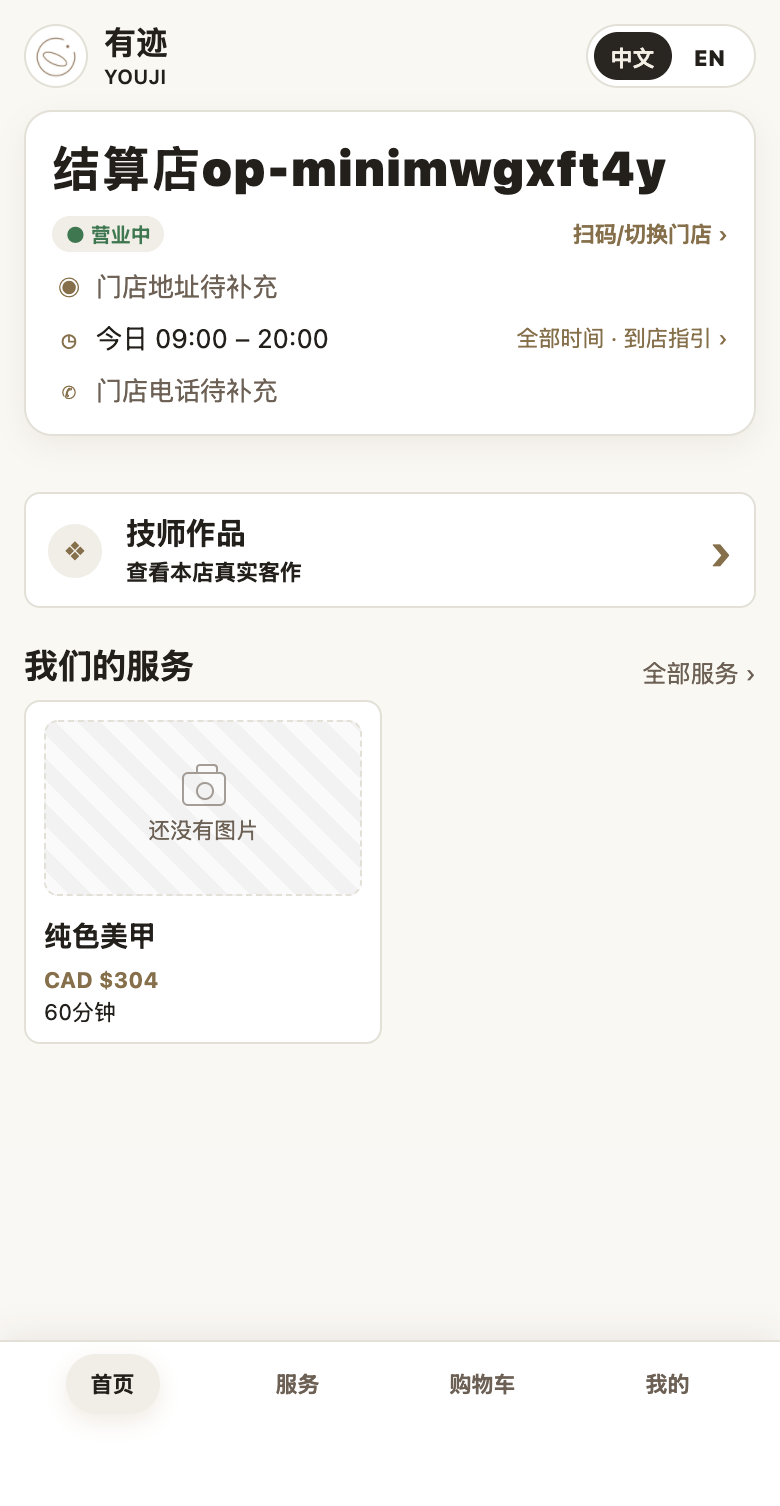 有迹
YOUJI
中文
EN
结算店op-minimwgxft4y
营业中
扫码/切换门店 ›
门店地址待补充
今日 09:00 – 20:00
全部时间 · 到店指引 ›
门店电话待补充
技师作品
查看本店真实客作
我们的服务
全部服务 ›
还没有图片
纯色美甲
CAD $304
60分钟
首页
服务
购物车
我的